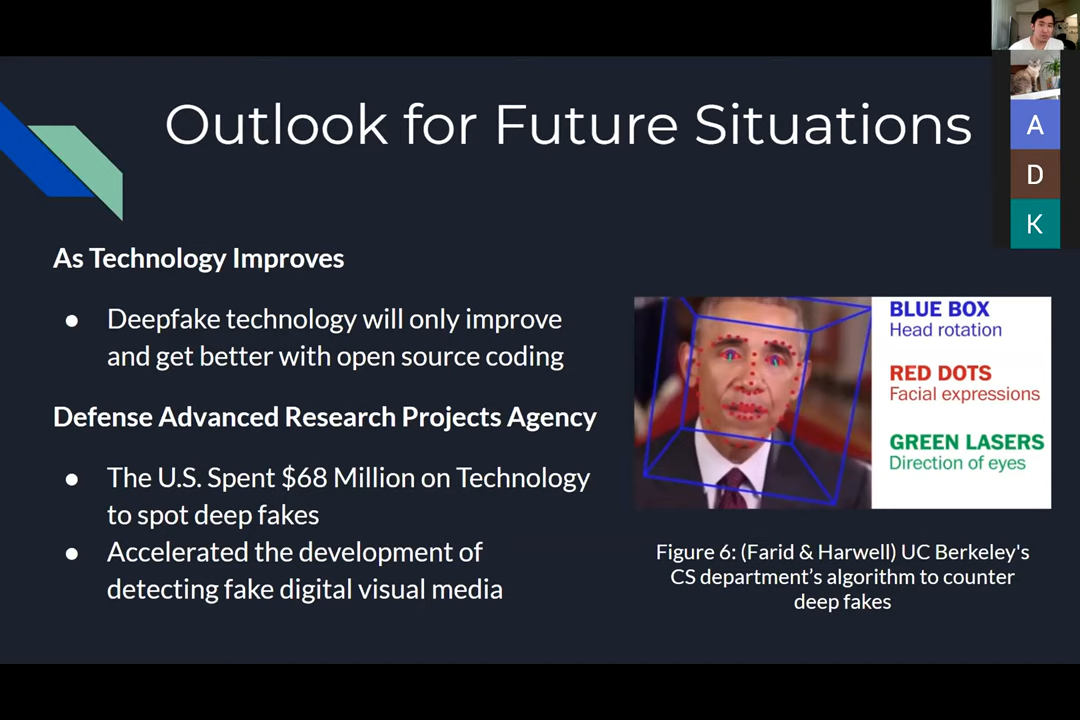 Outlook for Future Situations
A
D
K
As Technology Improves
● Deepfake technology will only improve
and get better with open source coding
Defense Advanced Research Projects Agency
● The U.S. Spent $68 Million on Technology
to spot deep fakes
● Accelerated the development of
detecting fake digital visual media
BLUE BOX
Head rotation
RED DOTS
Facial expressions
GREEN LASERS
Direction of eyes
Figure 6: (Farid & Harwell) UC Berkeley's
CS department’s algorithm to counter
deep fakes